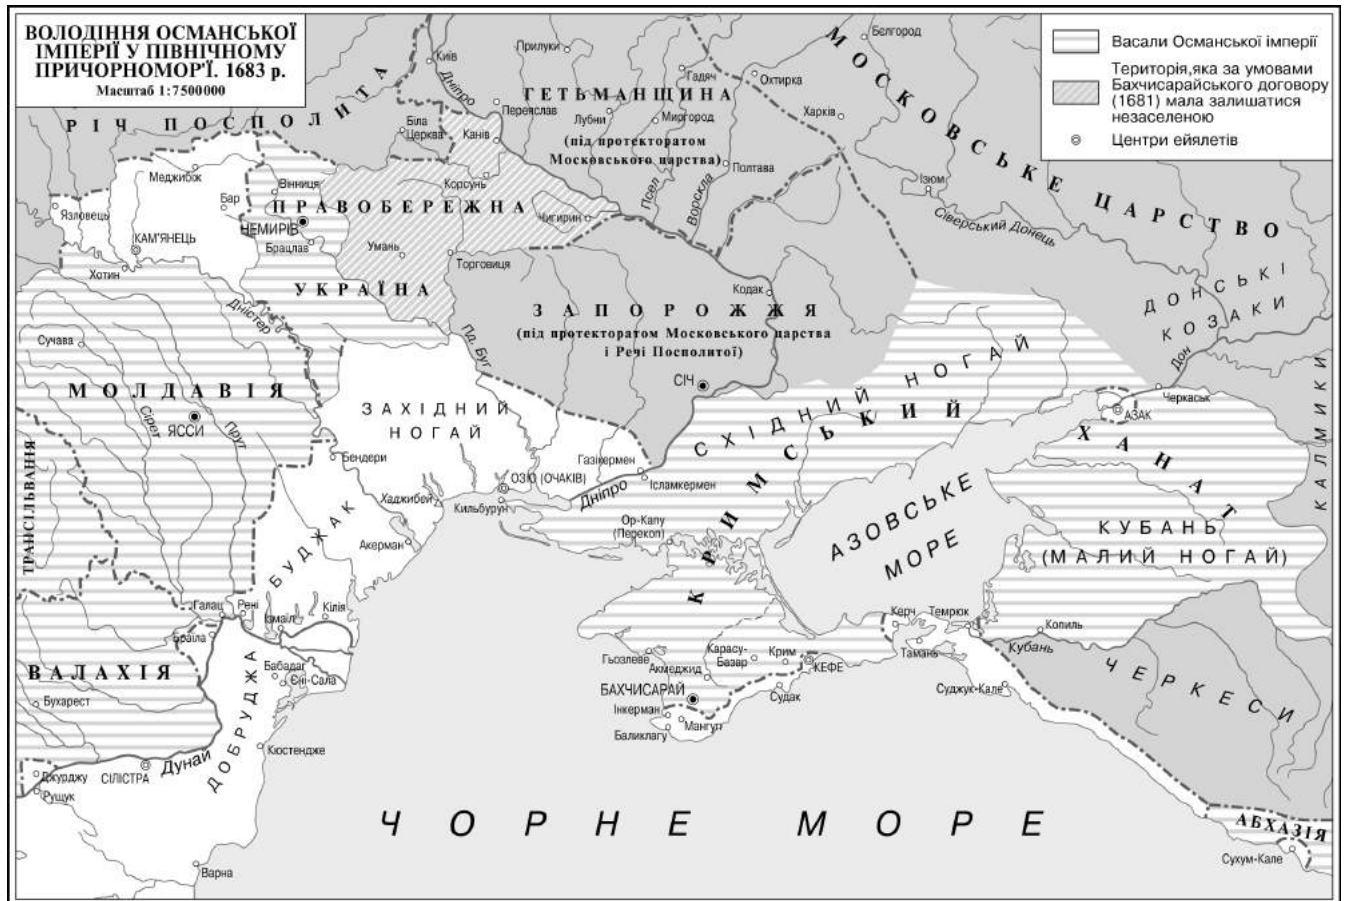 ВОЛОДІННЯ ОСМАНСЬКОЇ
ІМПЕРІЇ У ПІВНІЧНОМУ
ПРИЧОРНОМОР'Ї. 1683 р.
Масштаб 1:7500000
Васали Османської імперії
Територія,яка за умовами
Бахчисарайського договору
(1681) мала залишатися
незаселеною
Центри ейялетів
РІЧ ПОСПОЛИТА
Київ
Дніпро
Прилуки
Гадяч
Охтирка
Бєлгород
МОСКОВСЬКЕ ЦАРСТВО
ГЕТЬМАНЩИНА
(під протекторатом
Московського царства)
Переяслав
Лубни
Миргород
Харків
Біла
Церква
Канів
Полтава
Псел
Ворскла
Ізюм
Сіверський Донець
Меджибіж
Бар
Вінниця
Корсунь
Чигирин
ПРАВОБЕРЕЖНА
УКРАЇНА
НЕМИРІВ
Брацлав
Умань
Торговиця
Язловець
КАМ'ЯНЕЦЬ
Хотин
Дністер
Кодак
ЗАПОРОЖЖЯ
(під протекторатом Московського царства
і Речі Посполитої)
СІЧ
ДОНСЬКІ
КОЗАКИ
Дон
Черкаськ
АЗАК
КАЛМИКИ
Сучава
МОЛДАВІЯ
Сірет
ЯССИ
Прут
Пд. Буг
ЗАХІДНИЙ
НОГАЙ
СХІДНИЙ НОГАЙ
КРИМСЬКИЙ
ХАНАТ
Бендери
Газікермен
Ісламкермен
Дніпро
ОЗЮ (ОЧАКІВ)
Хаджибей
Кильбурун
Ор-Капу
(Перекоп)
АЗОВСЬКЕ
МОРЕ
КУБАНЬ
(МАЛИЙ НОГАЙ)
ТРАНСІЛЬВАНІЯ
БУДЖАК
Акерман
Галац
Рені
Ізмаїл
Кілія
Браїла
Керч
Темрюк
Тамань
Копиль
Кубань
ЧЕРКЕСИ
ВАЛАХІЯ
Бухарест
Бабадаг
Єні-Сала
Гьозлеве
Акмеджид
Карасу-
Базар
Крим
КЕФЕ
БАХЧИСАРАЙ
Судак
Суджук-Кале
Інкерман
Мангуп
Баликлагу
ДОБРУДЖА
Кюстендже
Джурджу
Рущук
СІЛІСТРА
Дунай
Варна
ЧОРНЕ МОРЕ
АБХАЗІЯ
Сухум-Кале